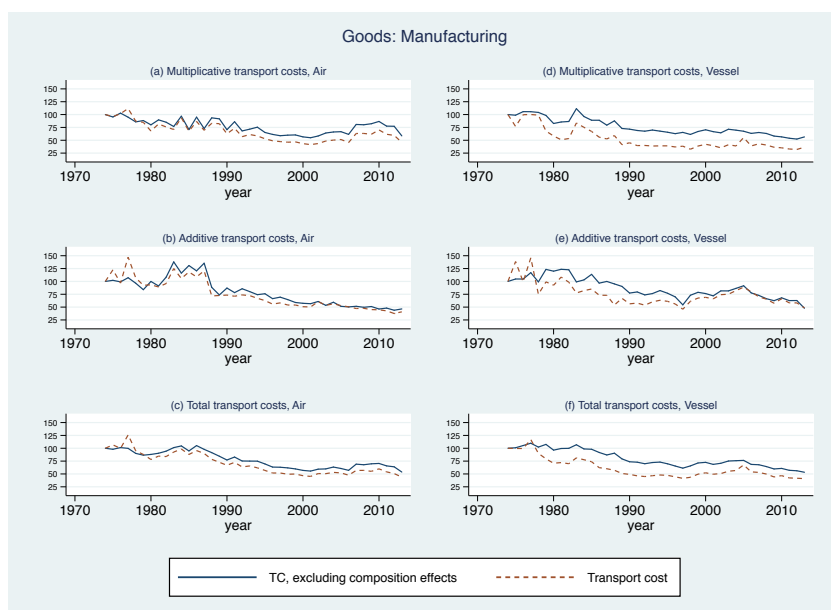 Goods: Manufacturing
(a) Multiplicative transport costs, Air
150
125
100
75
50
25
1970 1980 1990 2000 2010
year
(d) Multiplicative transport costs, Vessel
150
125
100
75
50
25
1970 1980 1990 2000 2010
year
(b) Additive transport costs, Air
150
125
100
75
50
25
1970 1980 1990 2000 2010
year
(e) Additive transport costs, Vessel
150
125
100
75
50
25
1970 1980 1990 2000 2010
year
(c) Total transport costs, Air
150
125
100
75
50
25
1970 1980 1990 2000 2010
year
(f) Total transport costs, Vessel
150
125
100
75
50
25
1970 1980 1990 2000 2010
year
TC, excluding composition effects Transport cost